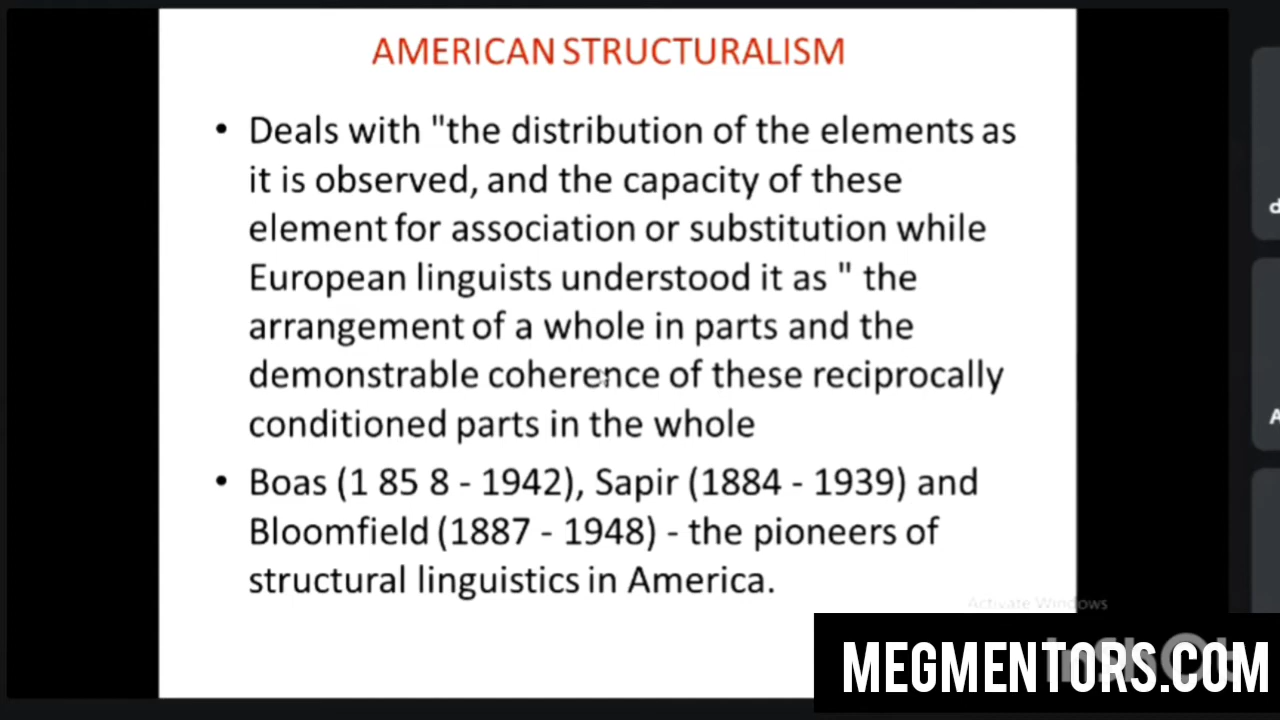 AMERICAN STRUCTURALISM
• Deals with "the distribution of the elements as
it is observed, and the capacity of these
element for association or substitution while
European linguists understood it as " the
arrangement of a whole in parts and the
demonstrable coherence of these reciprocally
conditioned parts in the whole
• Boas (1 85 8 - 1942), Sapir (1884 - 1939) and
Bloomfield (1887 - 1948) - the pioneers of
structural linguistics in America.
Activate Windows
MEGMENTORS.COM